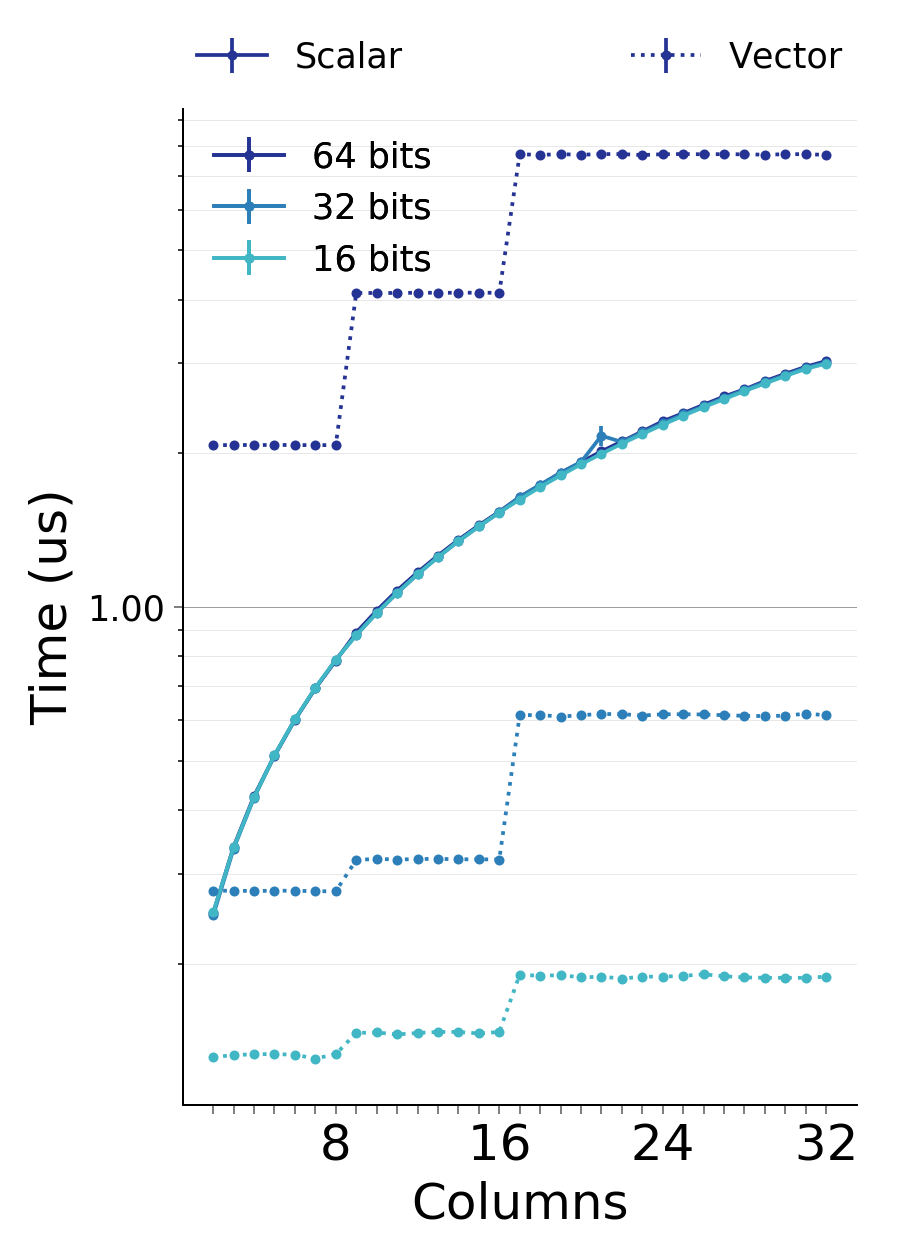 Scalar Vector
64 bits
32 bits
16 bits
Time (us)
1.00
8 16 24 32
Columns